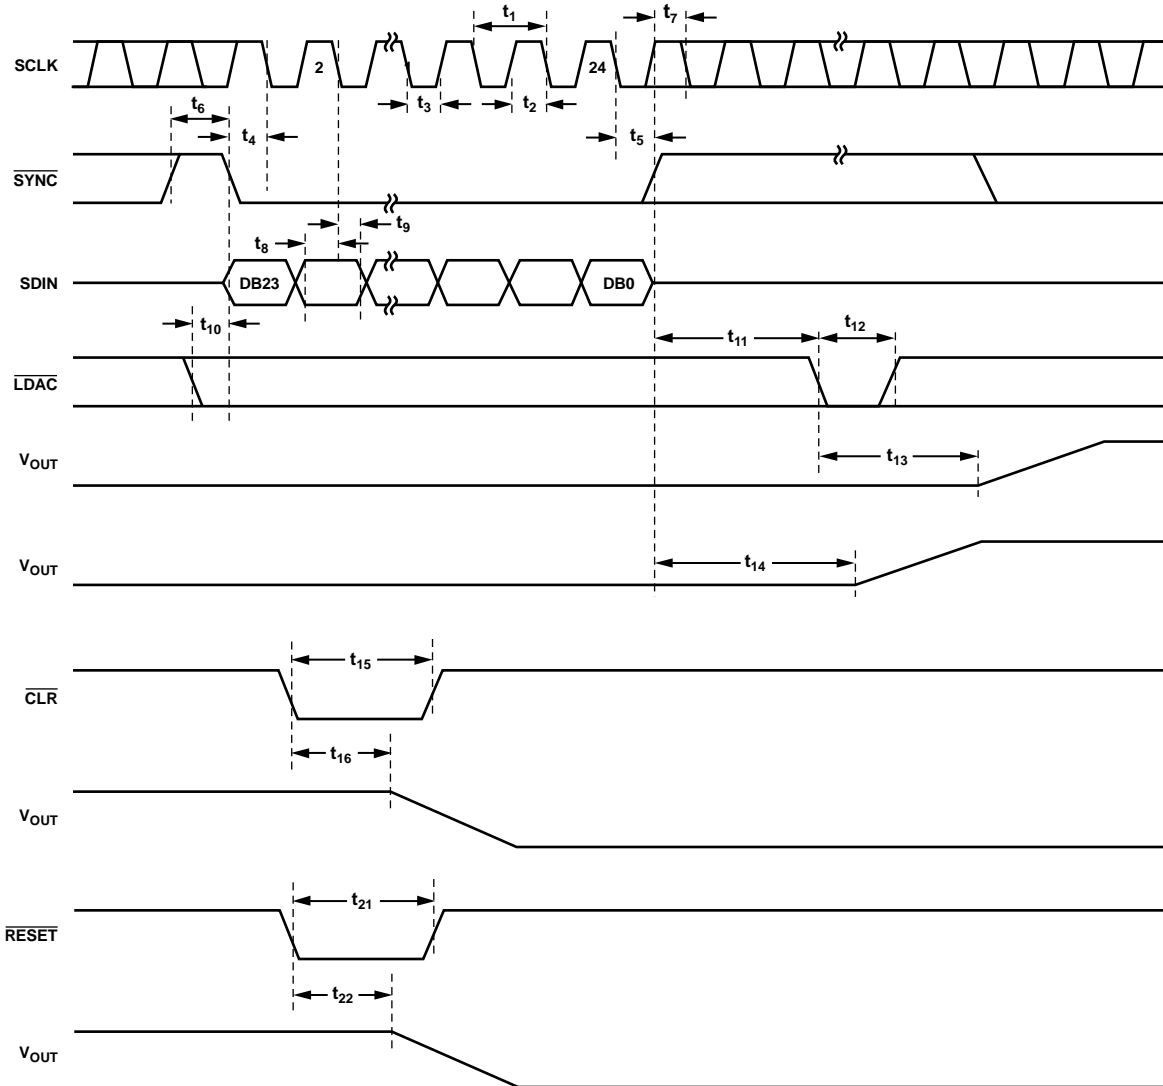 t1
t7
SCLK
2
24
t3
t2
t6
t4
t5
SYNC
t9
t8
SDIN
DB23
DB0
t10
t11
t12
LDAC
VOUT
t13
VOUT
t14
t15
CLR
t16
VOUT
t21
RESET
t22
VOUT